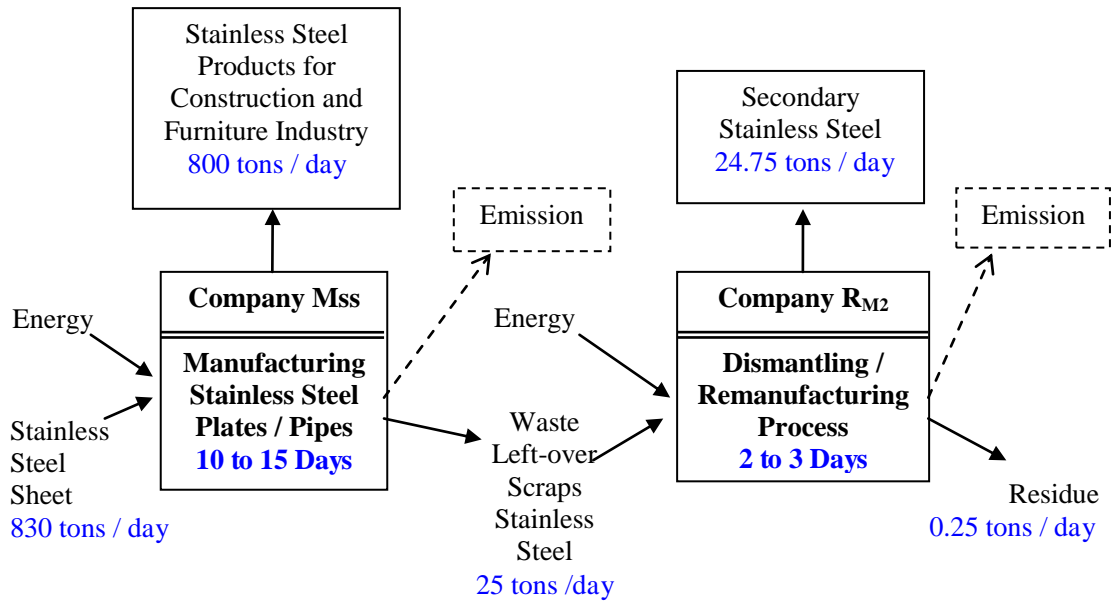 Stainless Steel
Products for
Construction and
Furniture Industry
800 tons / day
Secondary
Stainless Steel
24.75 tons / day
Emission
Emission
Company Mss
Energy
Manufacturing
Stainless Steel
Plates / Pipes
10 to 15 Days
Stainless
Steel
Sheet
830 tons / day
Energy
Waste
Left-over
Scraps
Stainless
Steel
25 tons /day
Company RM2
Dismantling /
Remanufacturing
Process
2 to 3 Days
Residue
0.25 tons / day